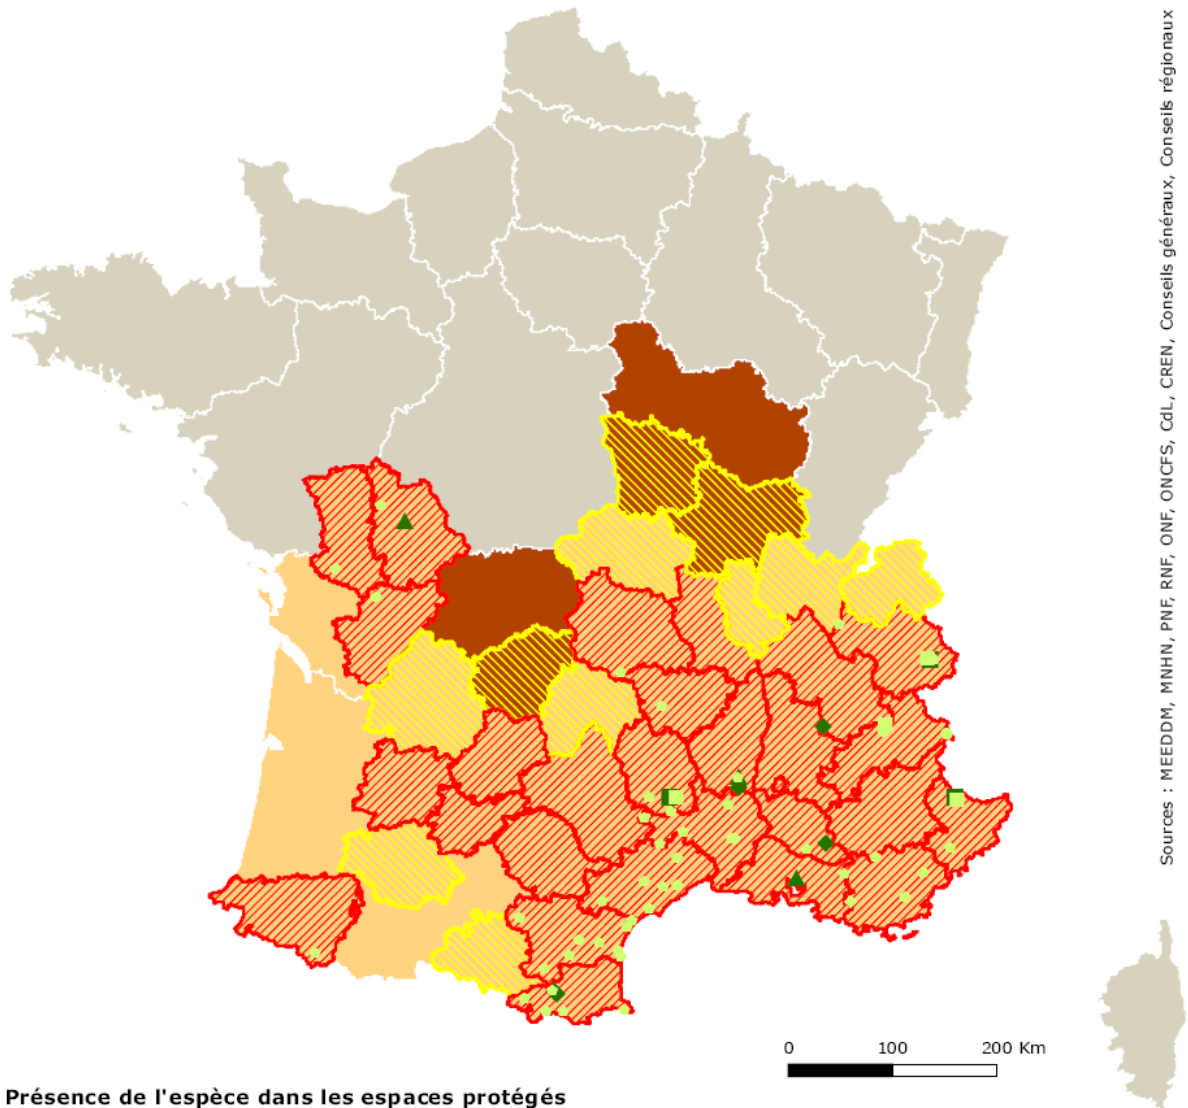 Sources : MEEDDM, MNHN, PNF, RNF, ONF, ONCFS, CdL, CREN, Conseils généraux, Conseils régionaux
0 100 200 Km
Présence de l'espèce dans les espaces protégés